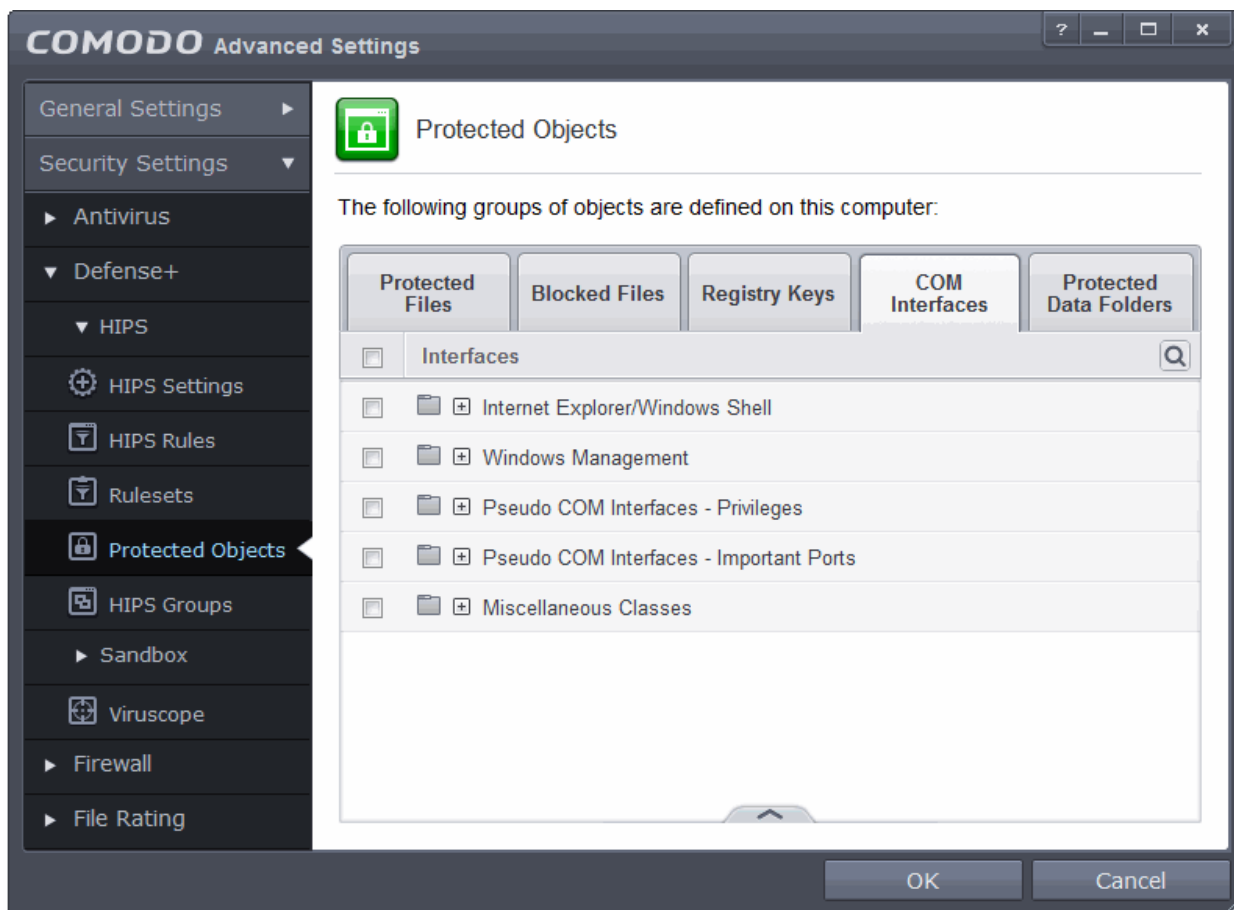 COMODO Advanced Settings
?
General Settings
Security Settings
Antivirus
Defense+
HIPS
HIPS Settings
HIPS Rules
Rulesets
Protected Objects
HIPS Groups
Sandbox
Viruscope
Firewall
File Rating
Protected Objects
The following groups of objects are defined on this computer:
Protected
Files
Blocked Files
Registry Keys
COM
Interfaces
Protected
Data Folders
Interfaces
Internet Explorer/Windows Shell
Windows Management
Pseudo COM Interfaces - Privileges
Pseudo COM Interfaces - Important Ports
Miscellaneous Classes
OK
Cancel